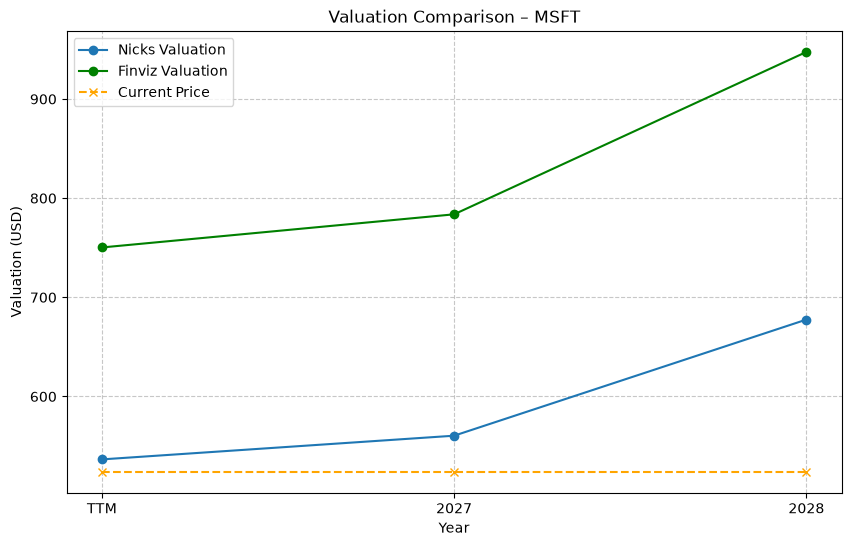 Valuation Comparison – MSFT
Nicks Valuation
Finviz Valuation
Current Price
Valuation (USD)
900
800
700
600
TTM
2027
2028
Year